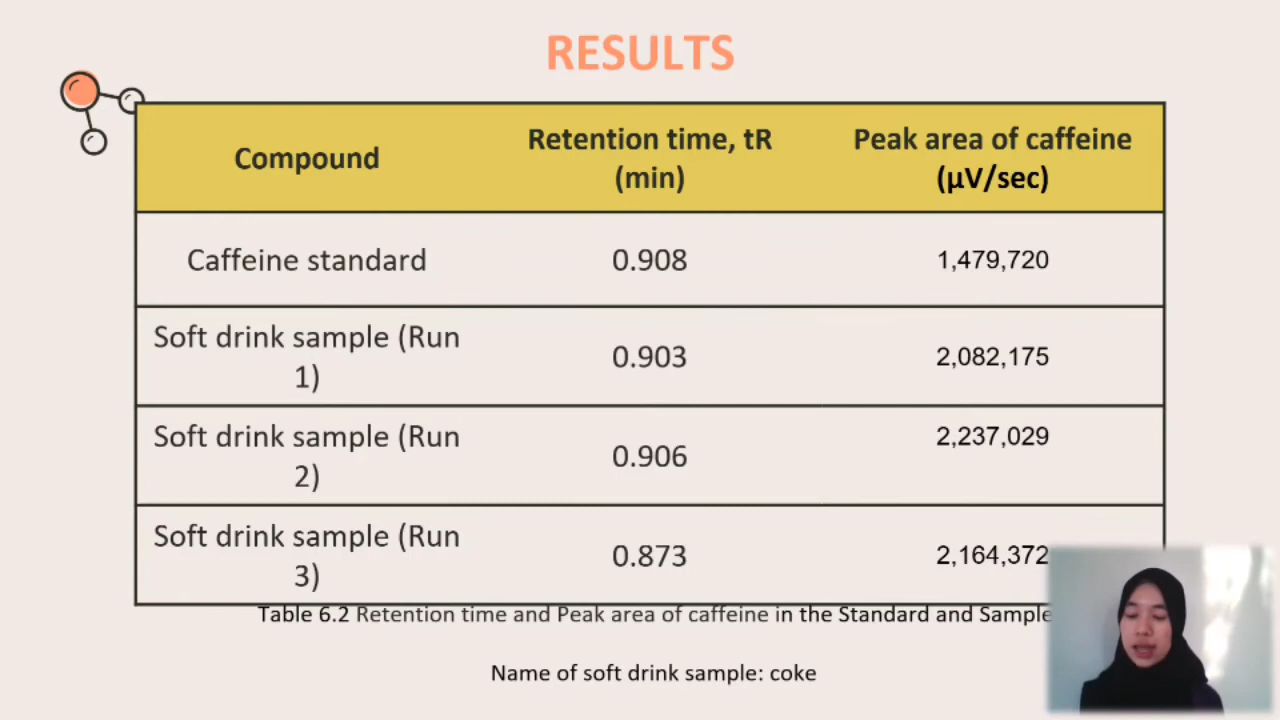 RESULTS
Compound
Retention time, tR
(min)
Peak area of caffeine
(µV/sec)
Caffeine standard
0.908
1,479,720
Soft drink sample (Run
1)
0.903
2,082,175
Soft drink sample (Run
2)
0.906
2,237,029
Soft drink sample (Run
3)
0.873
2,164,372
Table 6.2 Retention time and Peak area of caffeine in the Standard and Sample
Name of soft drink sample: coke